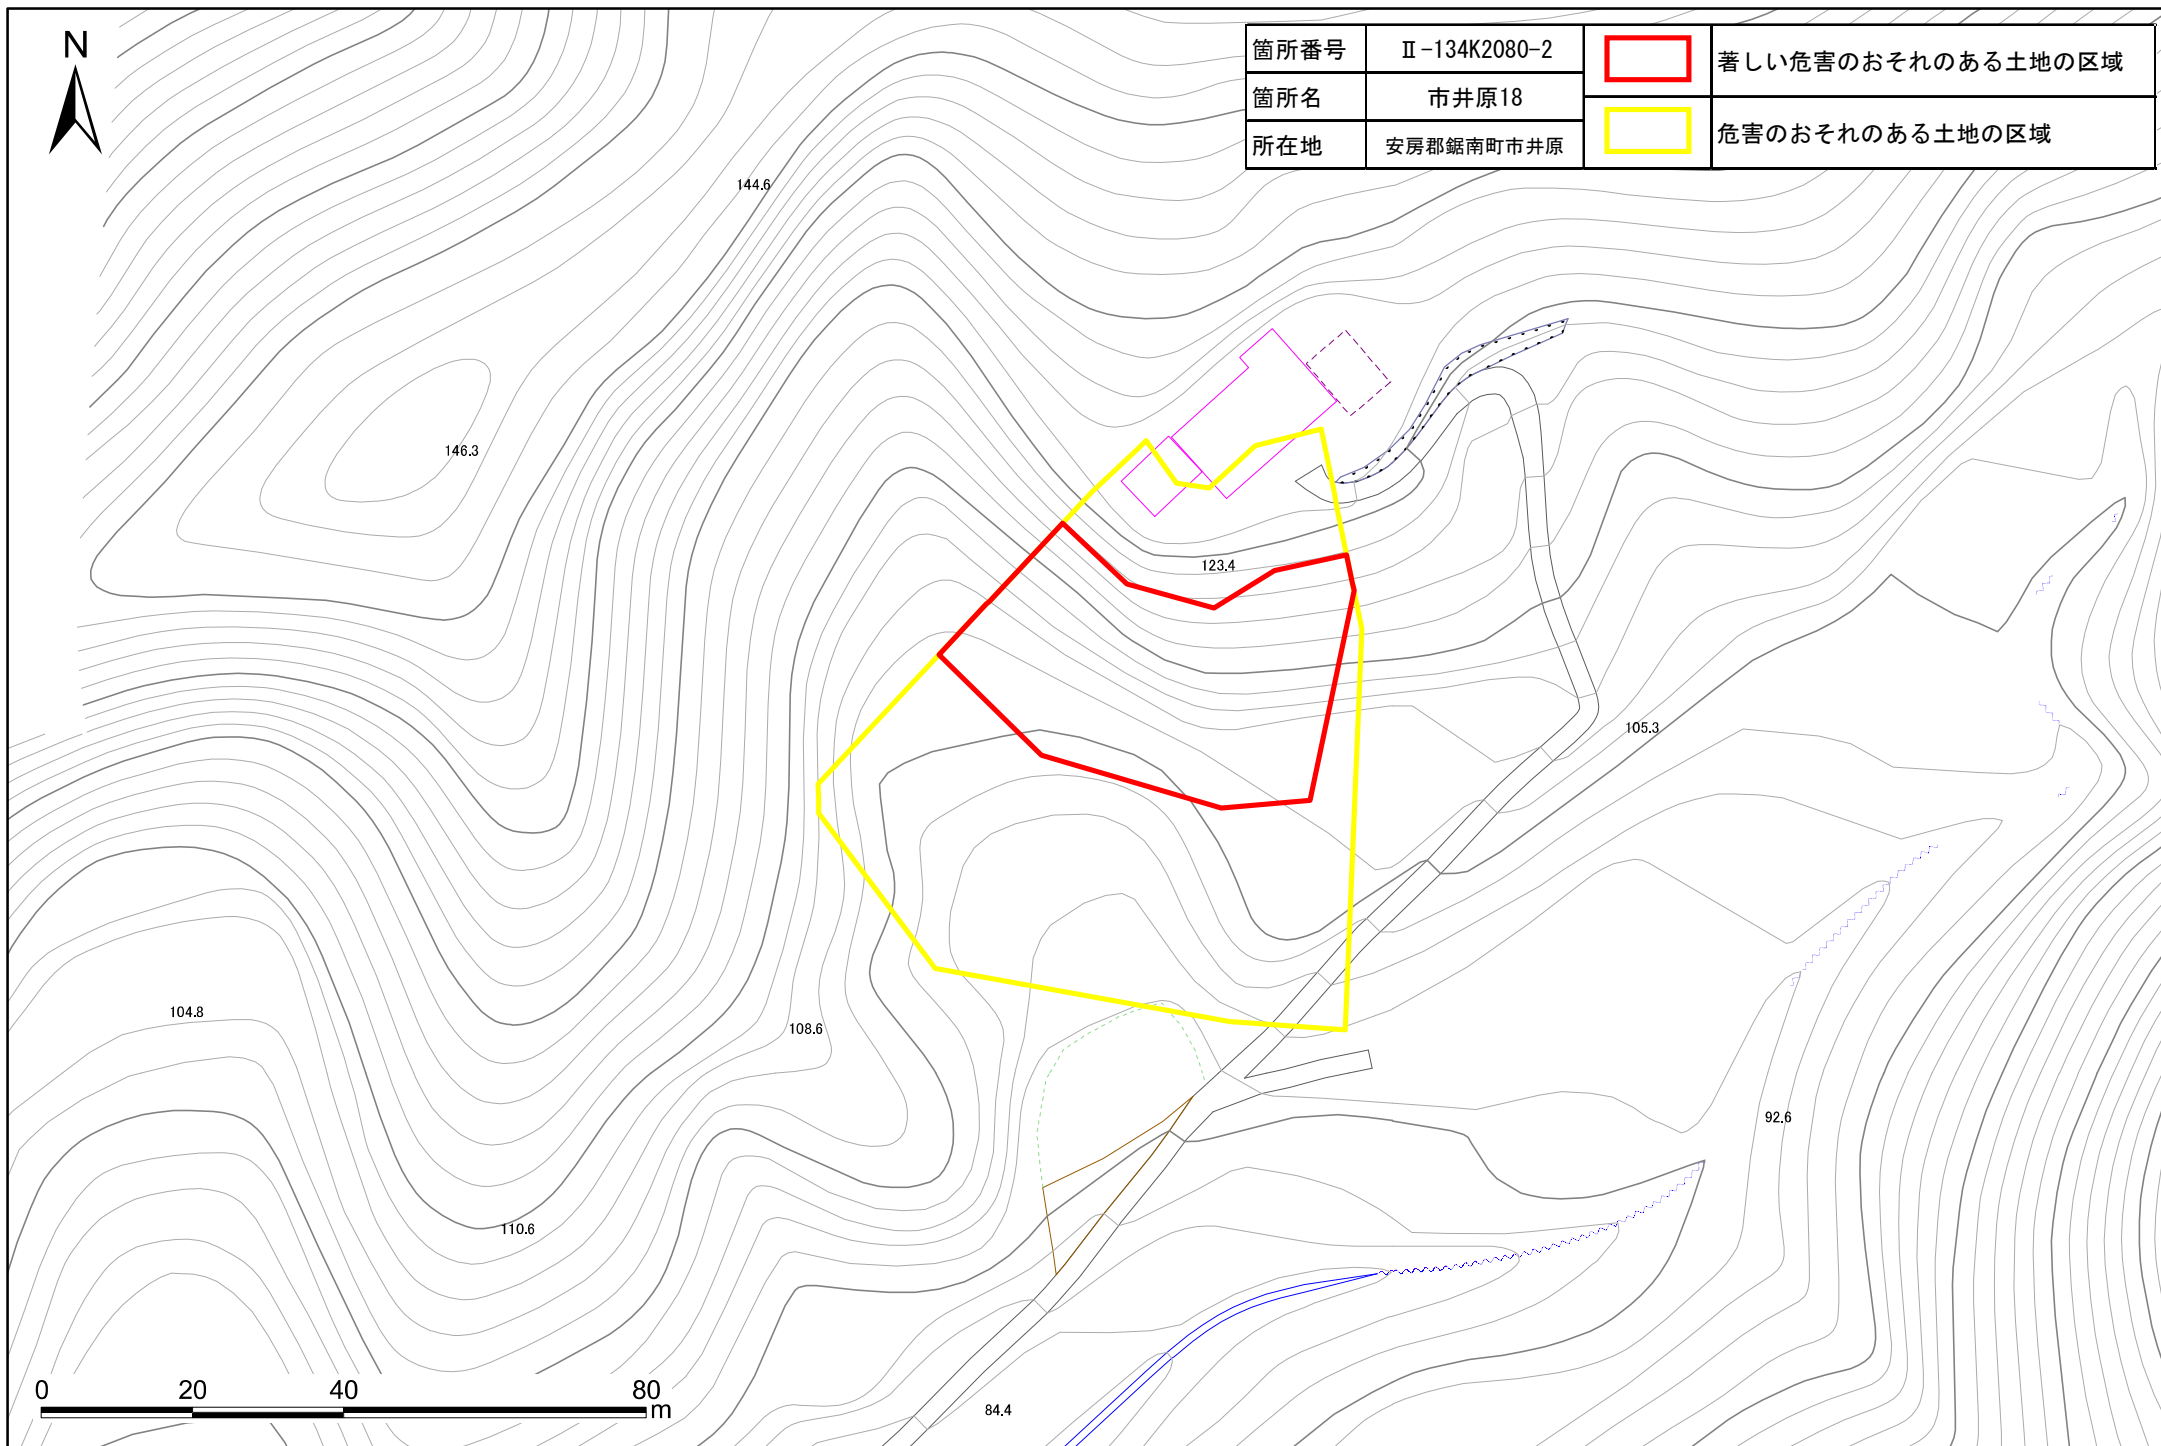 N
箇所番号 Ⅱ-134K2080-2
箇所名 市井原18
所在地 安房郡鋸南町市井原
著しい危害のおそれのある土地の区域
危害のおそれのある土地の区域
144.6
146.3
123.4
105.3
104.8
108.6
92.6
110.6
84.4
0 20 40 80
m